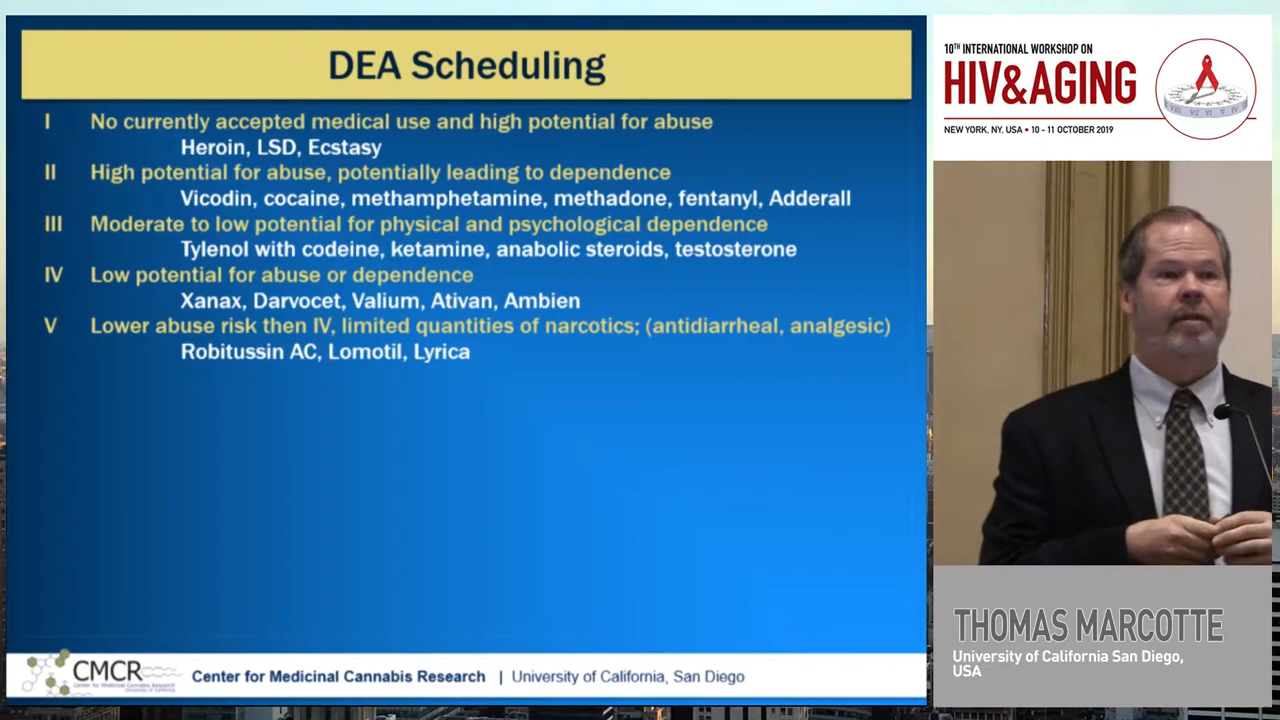 DEA Scheduling
I No currently accepted medical use and high potential for abuse
Heroin, LSD, Ecstasy
II High potential for abuse, potentially leading to dependence
Vicodin, cocaine, methamphetamine, methadone, fentanyl, Adderall
III Moderate to low potential for physical and psychological dependence
Tylenol with codeine, ketamine, anabolic steroids, testosterone
IV Low potential for abuse or dependence
Xanax, Darvocet, Valium, Ativan, Ambien
V Lower abuse risk then IV, limited quantities of narcotics; (antidiarrheal, analgesic)
Robitussin AC, Lomotil, Lyrica
CMCR
Center for Medicinal Cannabis Research
Center for Medicinal Cannabis Research | University of California, San Diego
10TH INTERNATIONAL WORKSHOP ON
HIV&AGING
NEW YORK, NY, USA • 10 - 11 OCTOBER 2019
THOMAS MARCOTTE
University of California San Diego,
USA